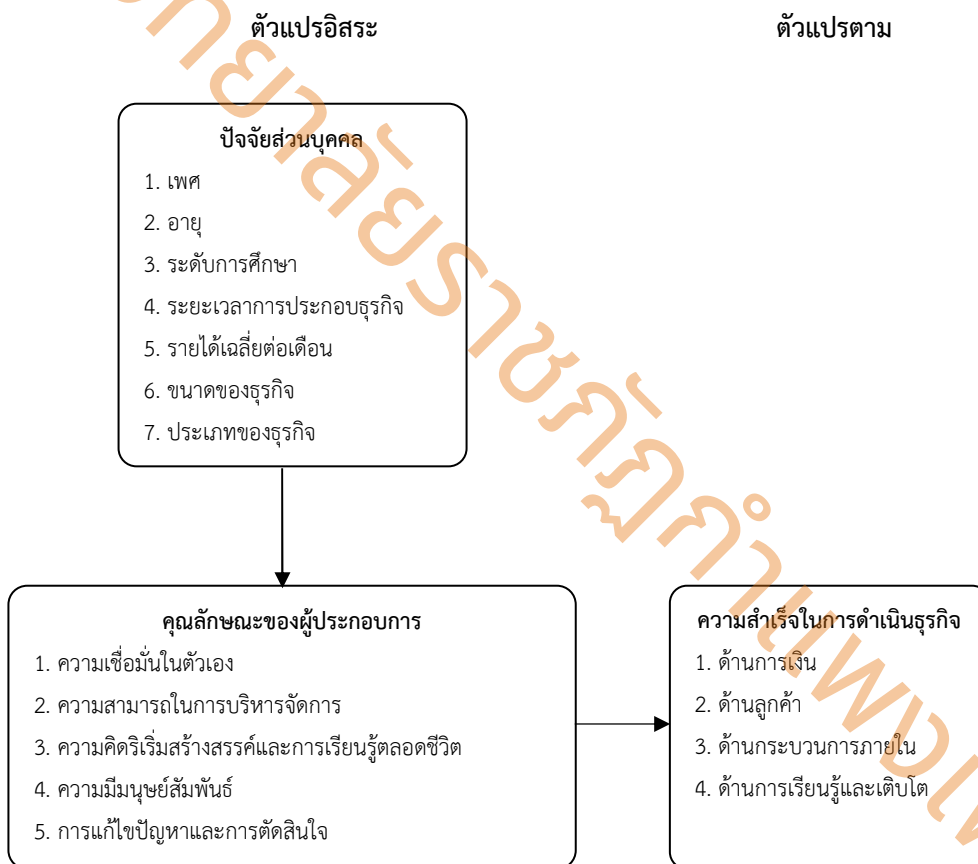 ตัวแปรอิสระ
ตัวแปรตาม
ปัจจัยส่วนบุคคล
1. เพศ
2. อายุ
3. ระดับการศึกษา
4. ระยะเวลาการประกอบธุรกิจ
5. รายได้เฉลี่ยต่อเดือน
6. ขนาดของธุรกิจ
7. ประเภทของธุรกิจ
คุณลักษณะของผู้ประกอบการ
1. ความเชื่อมั่นในตัวเอง
2. ความสามารถในการบริหารจัดการ
3. ความคิดริเริ่มสร้างสรรค์และการเรียนรู้ตลอดชีวิต
4. ความมีมนุษย์สัมพันธ์
5. การแก้ไขปัญหาและการตัดสินใจ
ความสำเร็จในการดำเนินธุรกิจ
1. ด้านการเงิน
2. ด้านลูกค้า
3. ด้านกระบวนการภายใน
4. ด้านการเรียนรู้และเติบโต
ทยาลัยราชภัฏกำแพงเพ